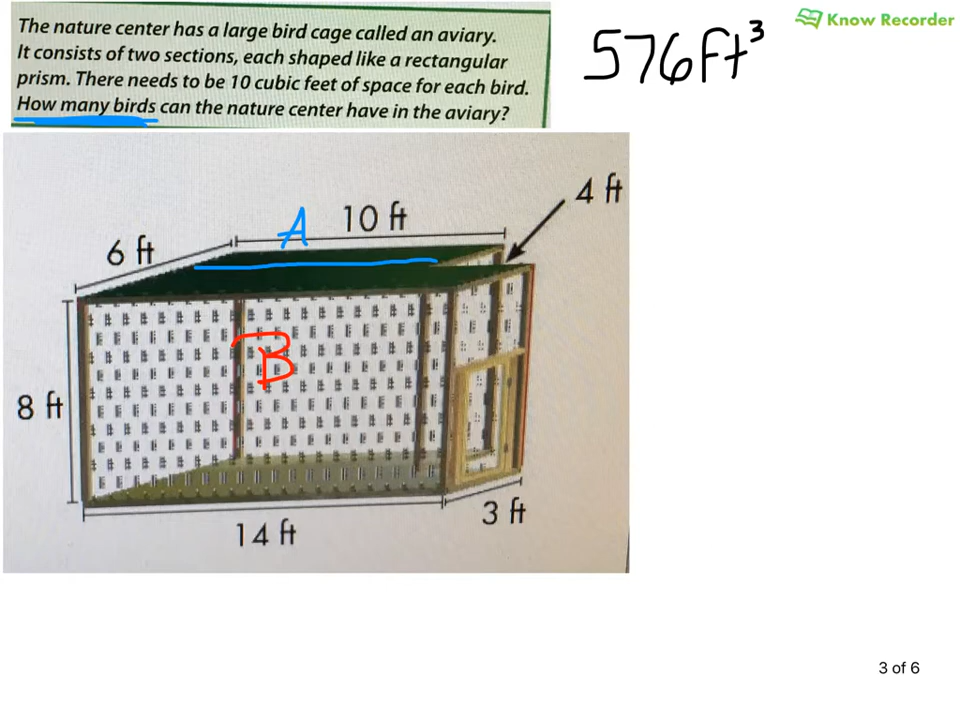 The nature center has a large bird cage called an aviary.
It consists of two sections, each shaped like a rectangular
prism. There needs to be 10 cubic feet of space for each bird.
How many birds can the nature center have in the aviary?
576ft³
Know Recorder
4 ft
A
10 ft
6 ft
B
8 ft
14 ft
3 ft
3 of 6